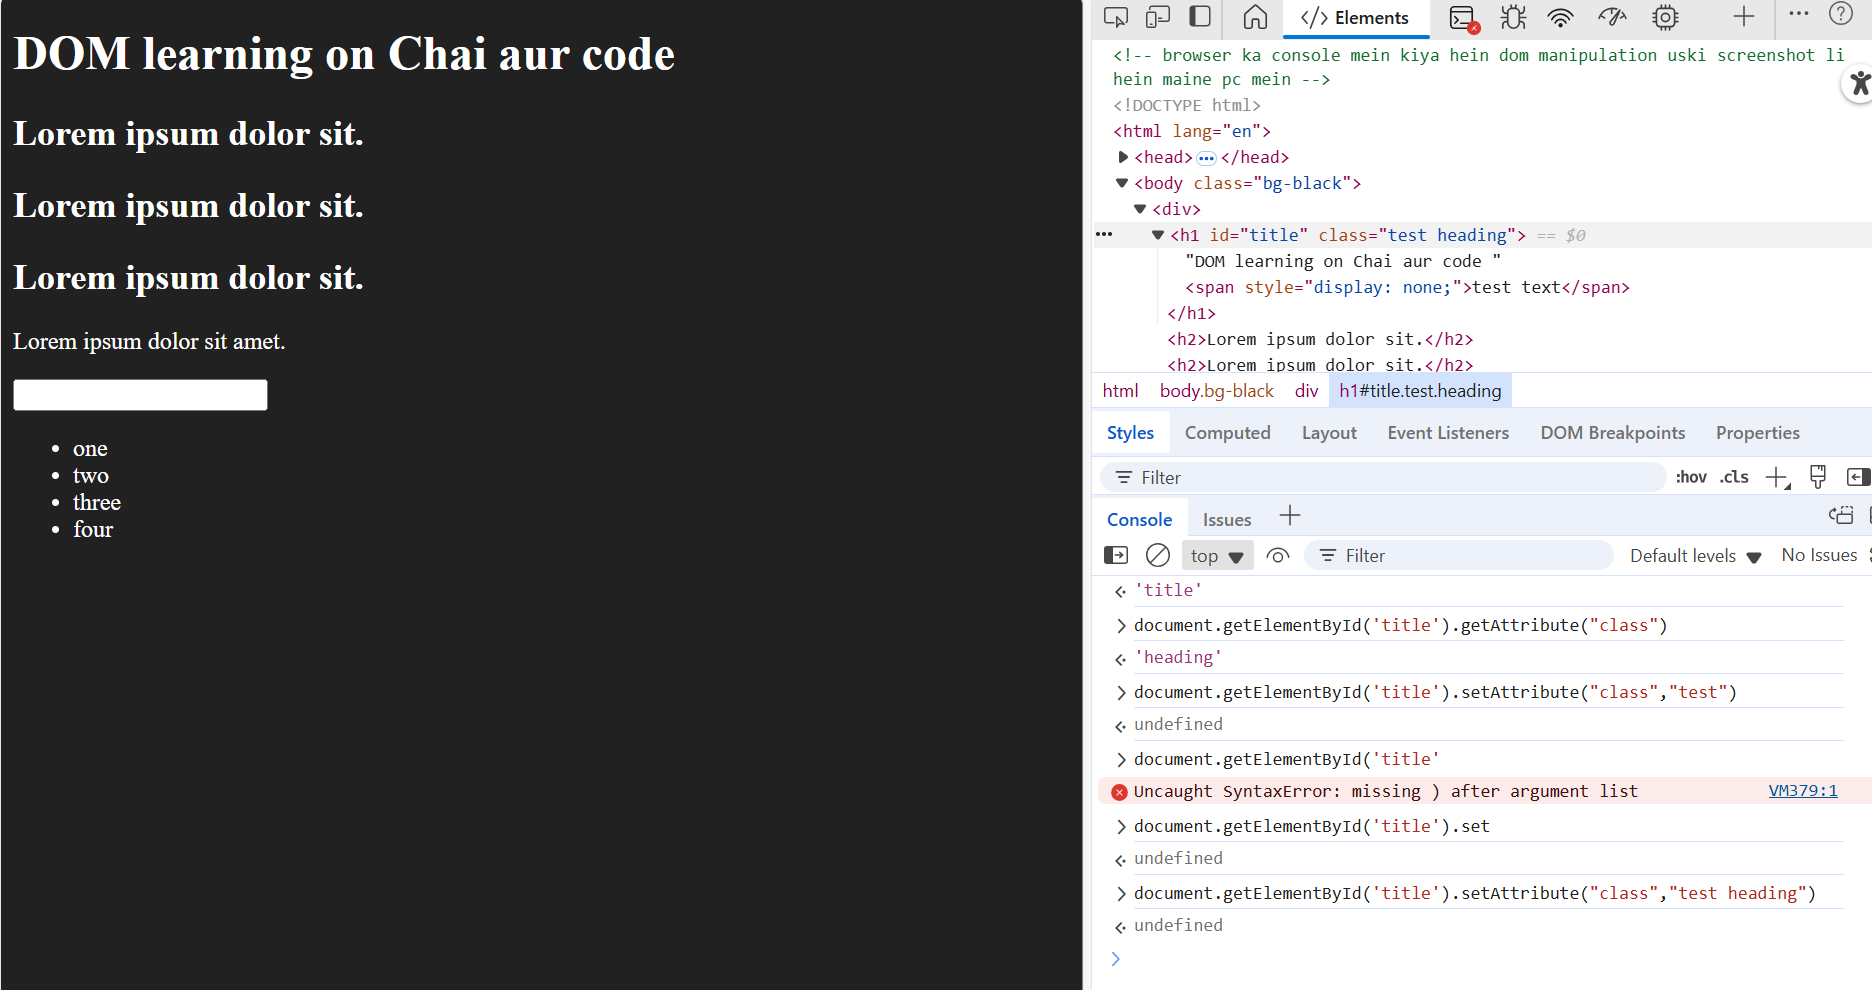 DOM learning on Chai aur code
Lorem ipsum dolor sit.
Lorem ipsum dolor sit.
Lorem ipsum dolor sit.
Lorem ipsum dolor sit amet.
• one
• two
• three
• four
</> Elements
<!-- browser ka console mein kiya hein dom manipulation uski screenshot li
hein maine pc mein -->
<!DOCTYPE html>
<html lang="en">
<head>…</head>
<body class="bg-black">
<div>
••• <h1 id="title" class="test heading"> == $0
"DOM learning on Chai aur code "
<span style="display: none;">test text</span>
</h1>
<h2>Lorem ipsum dolor sit.</h2>
<h2>Lorem ipsum dolor sit.</h2>
html body.bg-black div h1#title.test.heading
Styles Computed Layout Event Listeners DOM Breakpoints Properties
Filter :hov .cls
Console Issues
top Filter Default levels No Issues
'title'
document.getElementById('title').getAttribute("class")
'heading'
document.getElementById('title').setAttribute("class","test")
undefined
document.getElementById('title'
Uncaught SyntaxError: missing ) after argument list VM379:1
document.getElementById('title').set
undefined
document.getElementById('title').setAttribute("class","test heading")
undefined